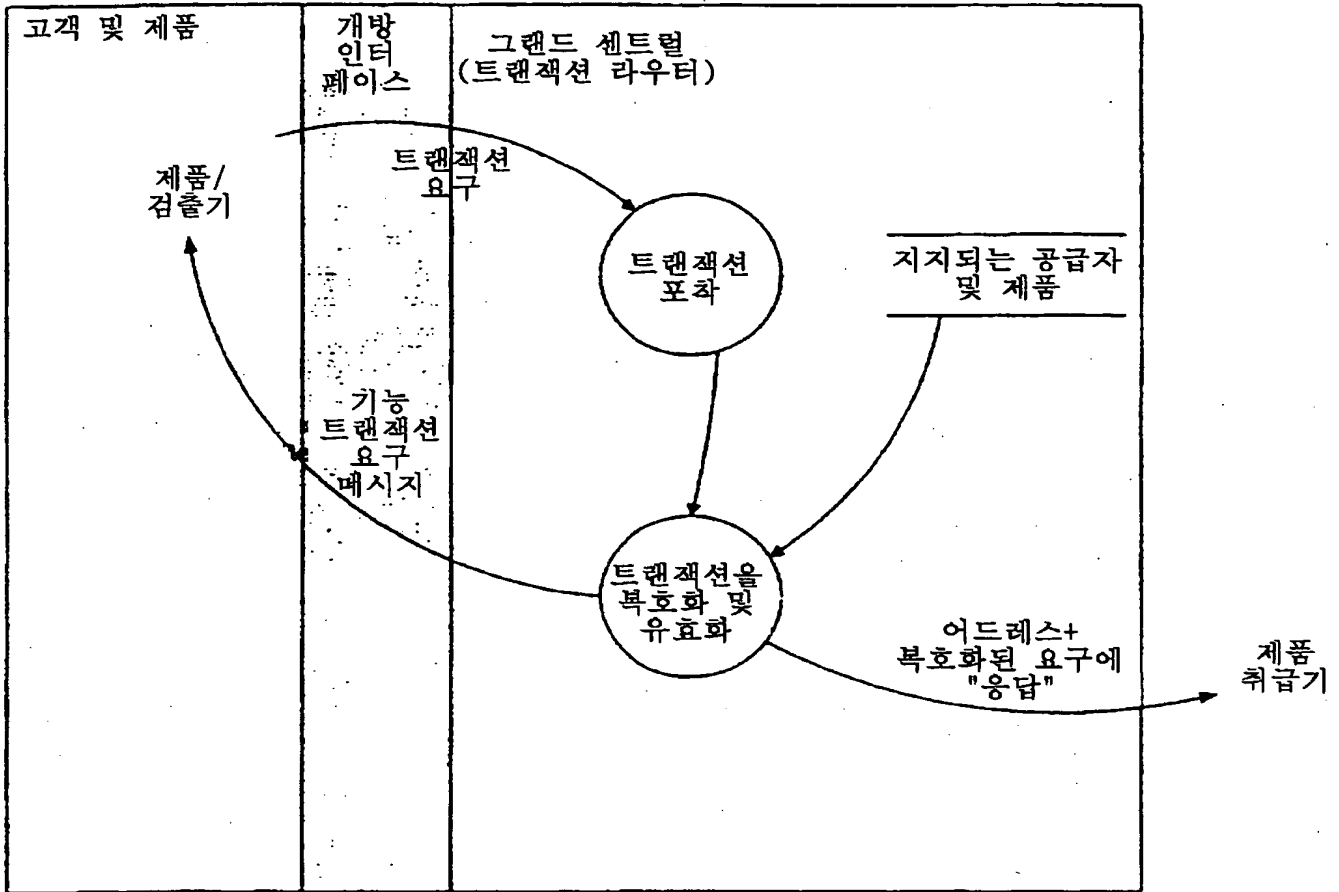 고객 및 제품
개방
인터
페이스
그랜드 센트럴
(트랜잭션 라우터)
트랜잭션
요구
제품/
검출기
트랜잭션
포착
지지되는 공급자
및 제품
기능
트랜잭션
요구
메시지
트랜잭션을
복호화 및
유효화
어드레스+
복호화된 요구에
"응답"
제품
취급기